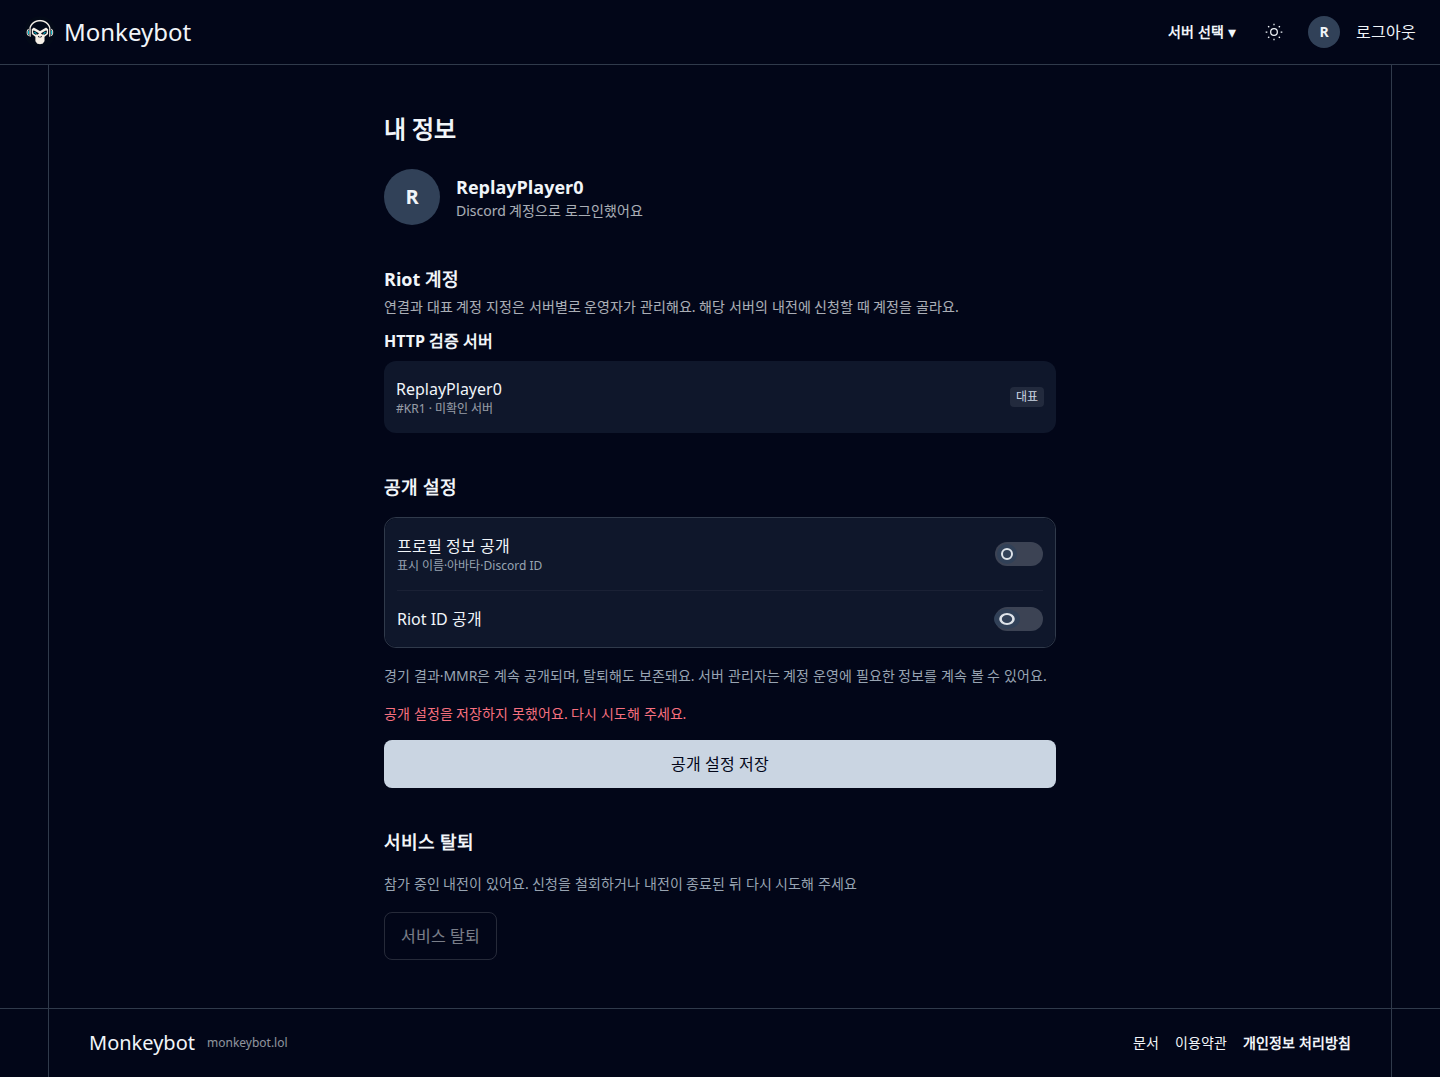 Monkeybot
서버 선택 ▾
R
로그아웃
내 정보
R
ReplayPlayer0
Discord 계정으로 로그인했어요
Riot 계정
연결과 대표 계정 지정은 서버별로 운영자가 관리해요. 해당 서버의 내전에 신청할 때 계정을 골라요.
HTTP 검증 서버
ReplayPlayer0
#KR1 · 미확인 서버
대표
공개 설정
프로필 정보 공개
표시 이름·아바타·Discord ID
Riot ID 공개
경기 결과·MMR은 계속 공개되며, 탈퇴해도 보존돼요. 서버 관리자는 계정 운영에 필요한 정보를 계속 볼 수 있어요.
공개 설정을 저장하지 못했어요. 다시 시도해 주세요.
공개 설정 저장
서비스 탈퇴
참가 중인 내전이 있어요. 신청을 철회하거나 내전이 종료된 뒤 다시 시도해 주세요
서비스 탈퇴
Monkeybot
monkeybot.lol
문서
이용약관
개인정보 처리방침